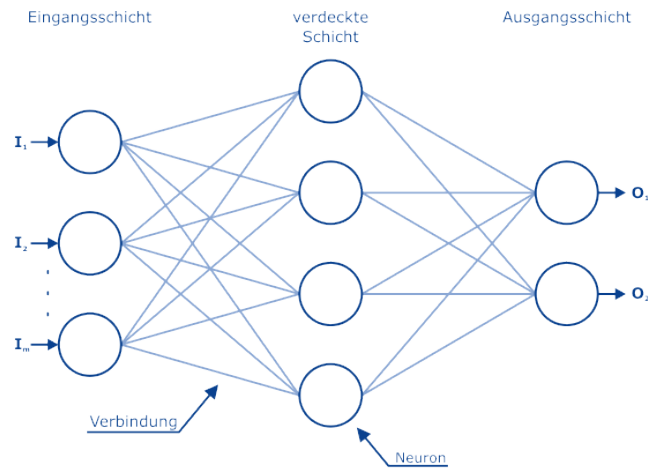 Eingangsschicht
verdeckte
Schicht
Ausgangsschicht
I₁
I₂
Iₘ
O₁
O₂
Verbindung
Neuron